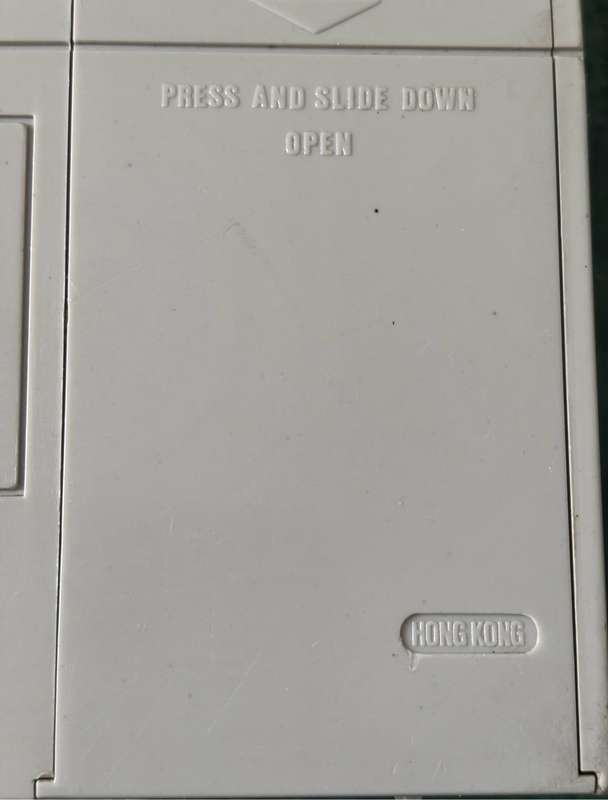 PRESS AND SLIDE DOWN
OPEN
HONG KONG